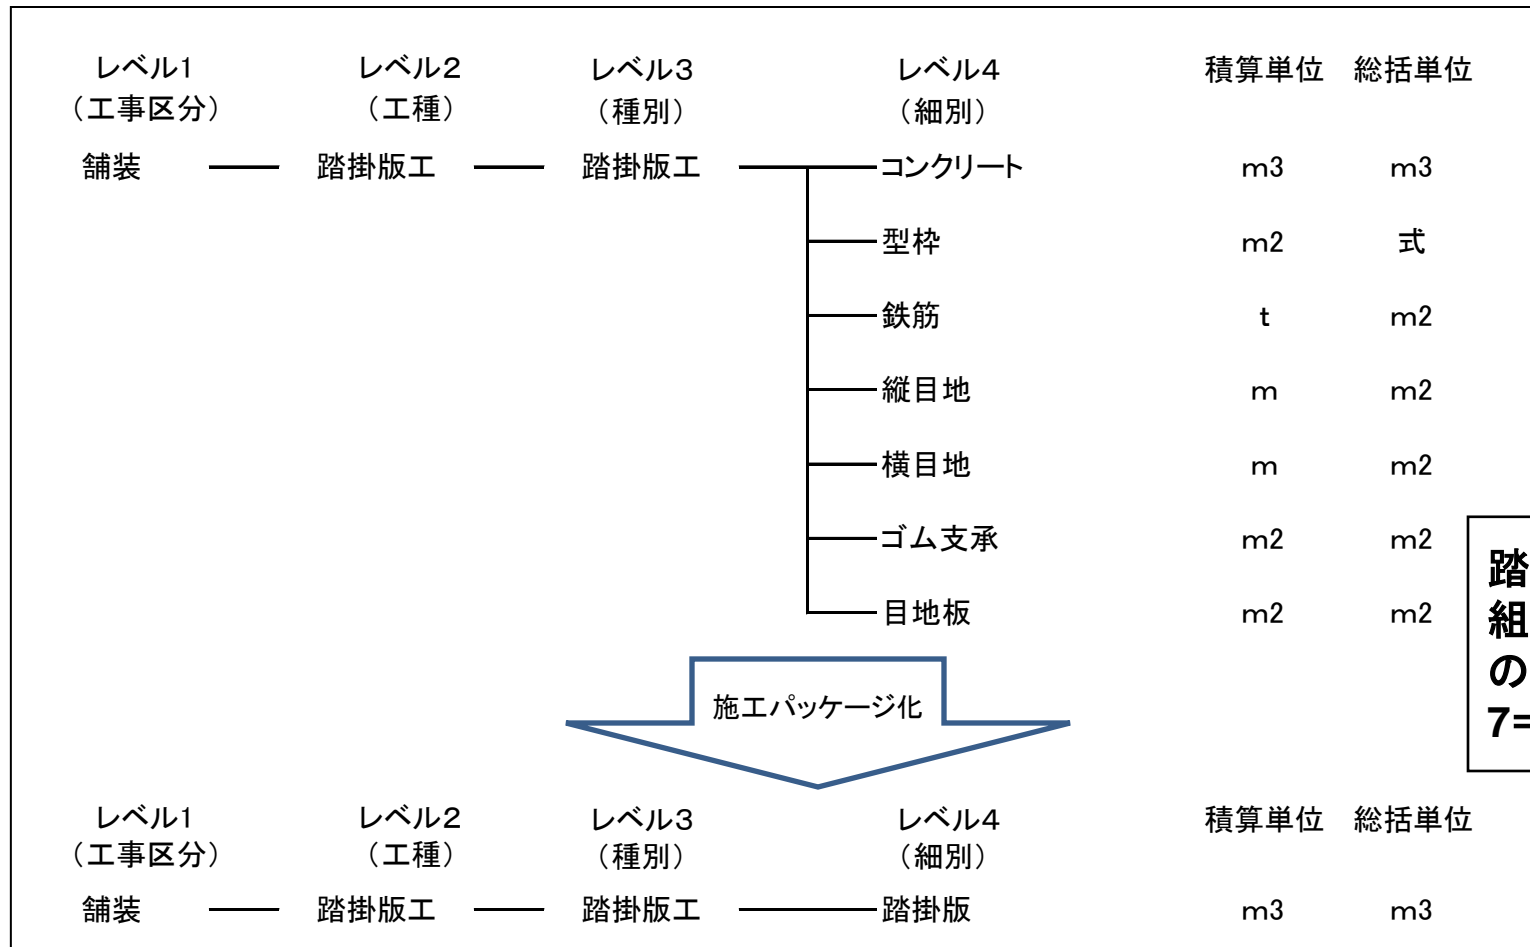 レベル1 レベル2 レベル3 レベル4 積算単位 総括単位
（工事区分） （工種） （種別） （細別）
舗装 踏掛版工 踏掛版工 コンクリート m3 m3
型枠 m2 式
鉄筋 t m2
縦目地 m m2
横目地 m m2
ゴム支承 m2 m2
目地板 m2 m2
踏
組
の
7=
施工パッケージ化
レベル1 レベル2 レベル3 レベル4 積算単位 総括単位
（工事区分） （工種） （種別） （細別）
舗装 踏掛版工 踏掛版工 踏掛版 m3 m3